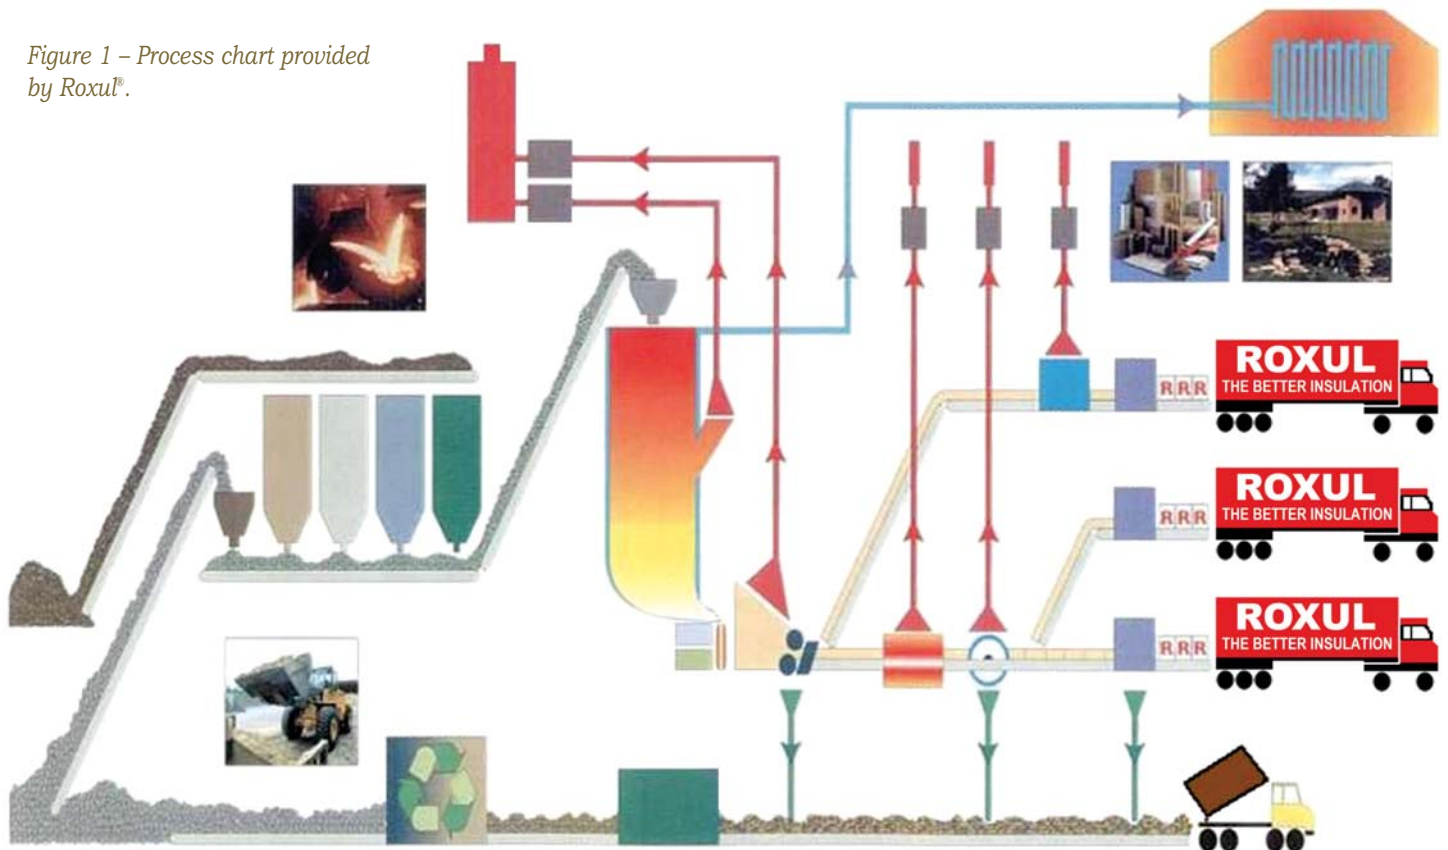 Figure 1 – Process chart provided
by Roxul®.
RRR
ROXUL
THE BETTER INSULATION
RRR
ROXUL
THE BETTER INSULATION
RRR
ROXUL
THE BETTER INSULATION